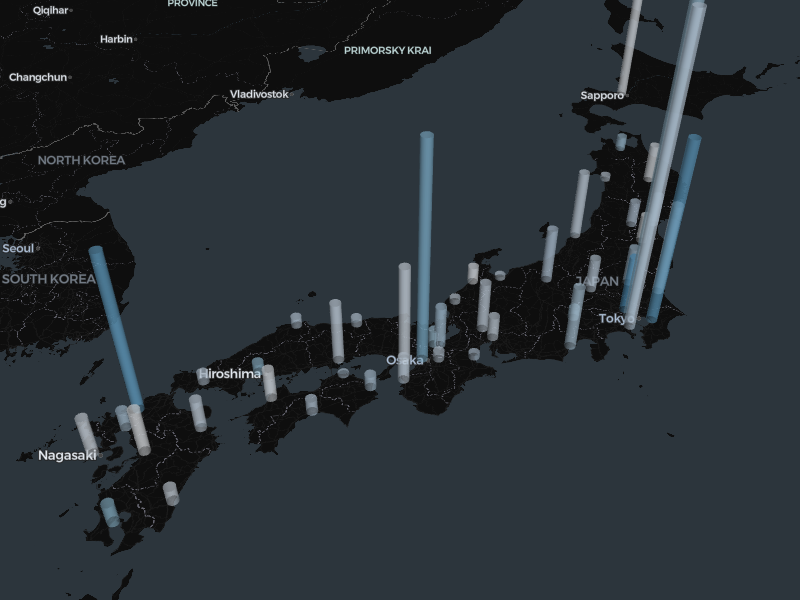 PROVINCE
Qiqihar
Harbin
PRIMORSKY KRAI
Changchun
Vladivostok
Sapporo
NORTH KOREA
g
Seoul
SOUTH KOREA
JAPAN
Tokyo
Osaka
Hiroshima
Nagasaki